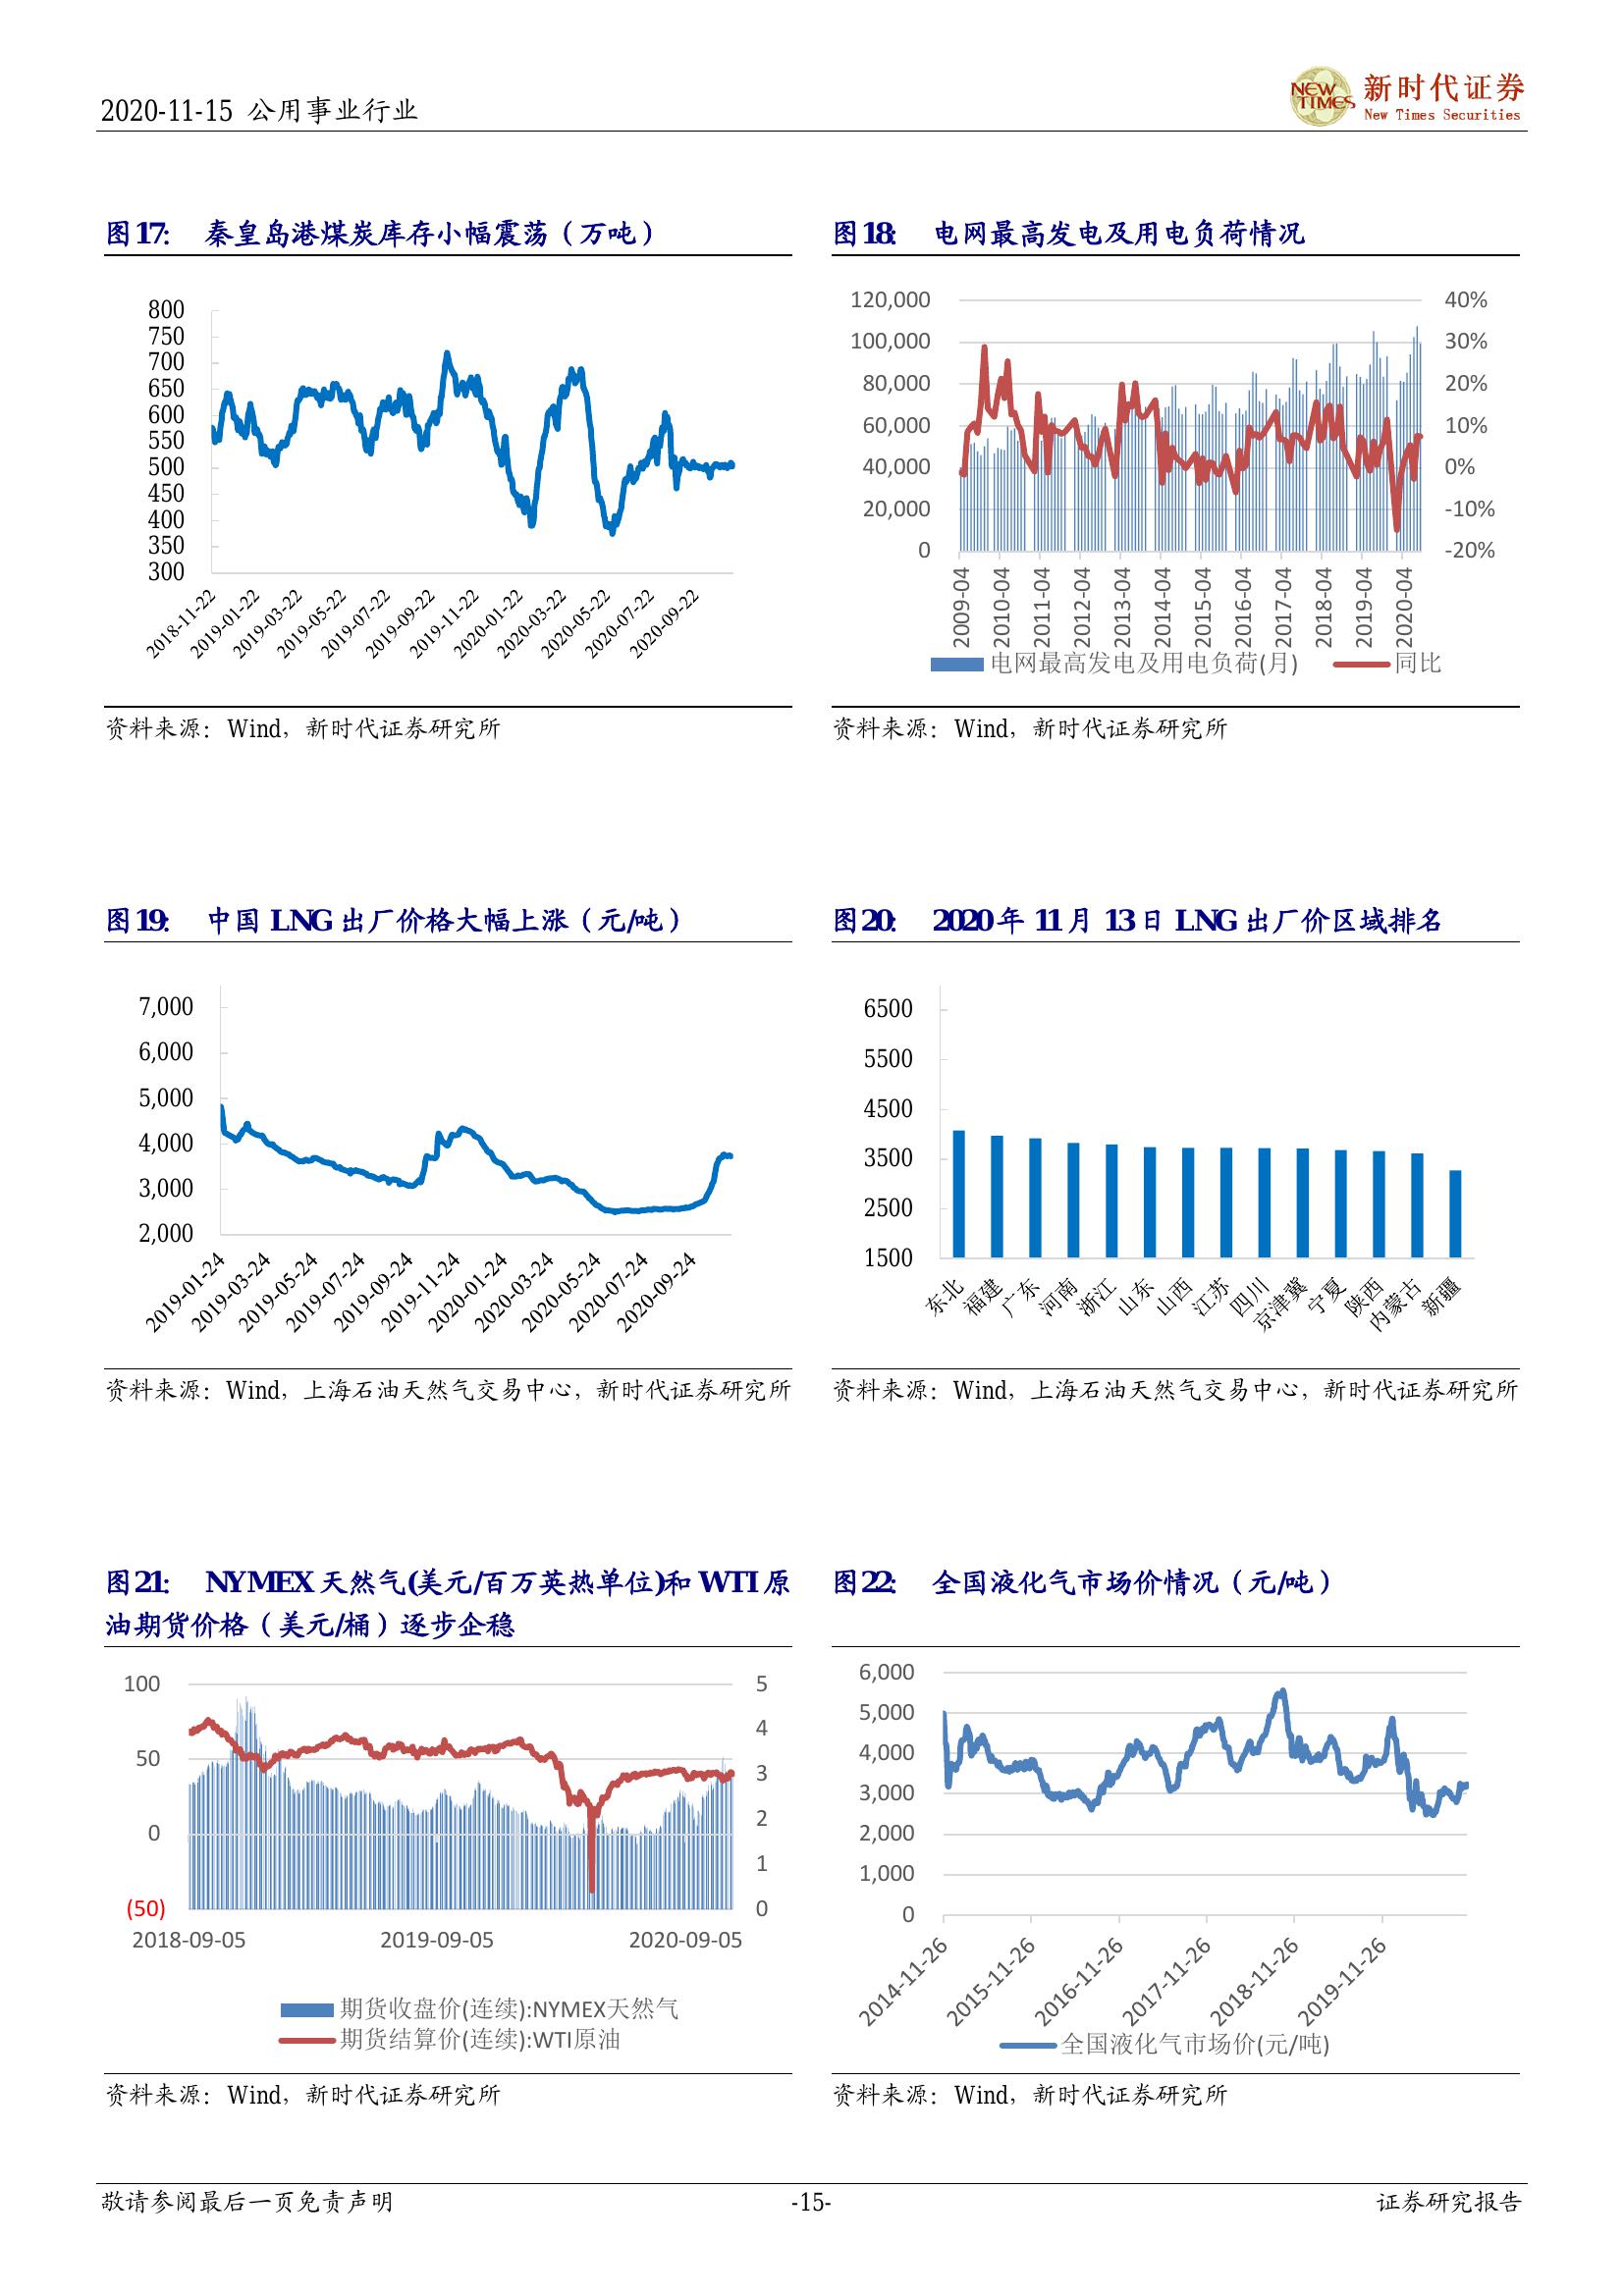 2020-11-15 公用事业行业
NEW TIMES
新时代证券
New Times Securities
图17: 秦皇岛港煤炭库存小幅震荡（万吨）
800
750
700
650
600
550
500
450
400
350
300
2018-11-22
2019-01-22
2019-03-22
2019-05-22
2019-07-22
2019-09-22
2019-11-22
2020-01-22
2020-03-22
2020-05-22
2020-07-22
2020-09-22
资料来源：Wind，新时代证券研究所
图18: 电网最高发电及用电负荷情况
120,000
100,000
80,000
60,000
40,000
20,000
0
40%
30%
20%
10%
0%
-10%
-20%
2009-04
2010-04
2011-04
2012-04
2013-04
2014-04
2015-04
2016-04
2017-04
2018-04
2019-04
2020-04
电网最高发电及用电负荷(月) 同比
资料来源：Wind，新时代证券研究所
图19: 中国 LNG 出厂价格大幅上涨（元/吨）
7,000
6,000
5,000
4,000
3,000
2,000
2019-01-24
2019-03-24
2019-05-24
2019-07-24
2019-09-24
2019-11-24
2020-01-24
2020-03-24
2020-05-24
2020-07-24
2020-09-24
资料来源：Wind，上海石油天然气交易中心，新时代证券研究所
图20: 2020 年 11 月 13 日 LNG 出厂价区域排名
6500
5500
4500
3500
2500
1500
东北
福建
广东
河南
浙江
山东
山西
江苏
四川
京津冀
宁夏
陕西
内蒙古
新疆
资料来源：Wind，上海石油天然气交易中心，新时代证券研究所
图21: NYMEX 天然气(美元/百万英热单位)和 WTI 原
油期货价格（美元/桶）逐步企稳
100
50
0
(50)
5
4
3
2
1
0
2018-09-05
2019-09-05
2020-09-05
期货收盘价(连续):NYMEX天然气
期货结算价(连续):WTI原油
资料来源：Wind，新时代证券研究所
图22: 全国液化气市场价情况（元/吨）
6,000
5,000
4,000
3,000
2,000
1,000
0
2014-11-26
2015-11-26
2016-11-26
2017-11-26
2018-11-26
2019-11-26
全国液化气市场价(元/吨)
资料来源：Wind，新时代证券研究所
敬请参阅最后一页免责声明
-15-
证券研究报告